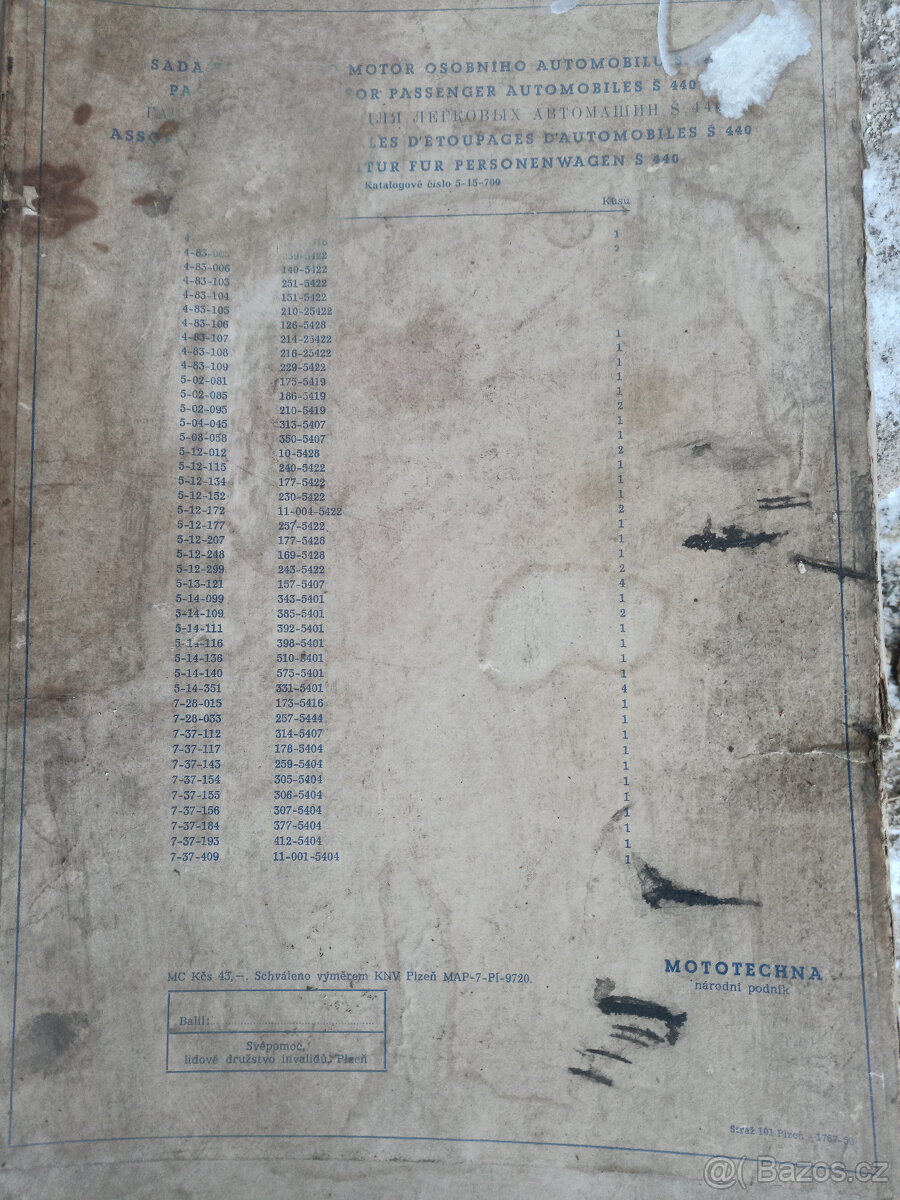 SADA MOTOR OSOBNÍHO AUTOMOBILU Š
PASSENGER AUTOMOBILES Š 440
ЛЕГКОВЫХ АВТОМАШИН Š
D'ÉTOUPAGES D'AUTOMOBILES Š 440
FÜR PERSONENWAGEN Š 440
Katalogové číslo 5-15-700
Kusů
1
5422 2
4-83-006 140-5422
4-83-103 251-5422
4-83-104 151-5422
4-83-105 210-25422
4-83-106 126-5428
4-83-107 214-25422 1
4-83-108 216-25422 1
4-83-109 229-5422 1
5-02-081 175-5419 1
5-02-085 186-5419 1
5-02-095 210-5419 2
5-04-045 313-5407 1
5-08-058 350-5407 1
5-12-012 10-5428 2
5-12-115 240-5422 1
5-12-134 177-5422 1
5-12-152 230-5422 1
5-12-172 11-004-5422 2
5-12-177 257-5422 1
5-12-207 177-5428 1
5-12-248 169-5428 1
5-12-299 243-5422 2
5-13-121 157-5407 4
5-14-099 343-5401 1
5-14-109 385-5401 2
5-14-111 392-5401 1
5-14-116 398-5401 1
5-14-136 510-5401 1
5-14-140 575-5401 1
5-14-351 331-5401 4
7-28-015 173-5416 1
7-28-033 257-5444 1
7-37-112 314-5407 1
7-37-117 178-5404 1
7-37-143 259-5404 1
7-37-154 305-5404 1
7-37-155 306-5404 1
7-37-156 307-5404 1
7-37-184 377-5404 1
7-37-193 412-5404 1
7-37-409 11-001-5404 1
MC Kčs 43,—. Schváleno výměrem KNV Plzeň MAP-7-Pl-9720.
MOTOTECHNA
národní podnik
Balil:
Svépomoc,
lidové družstvo invalidů, Plzeň
Stráž 101 Plzeň
@( Bazos.cz